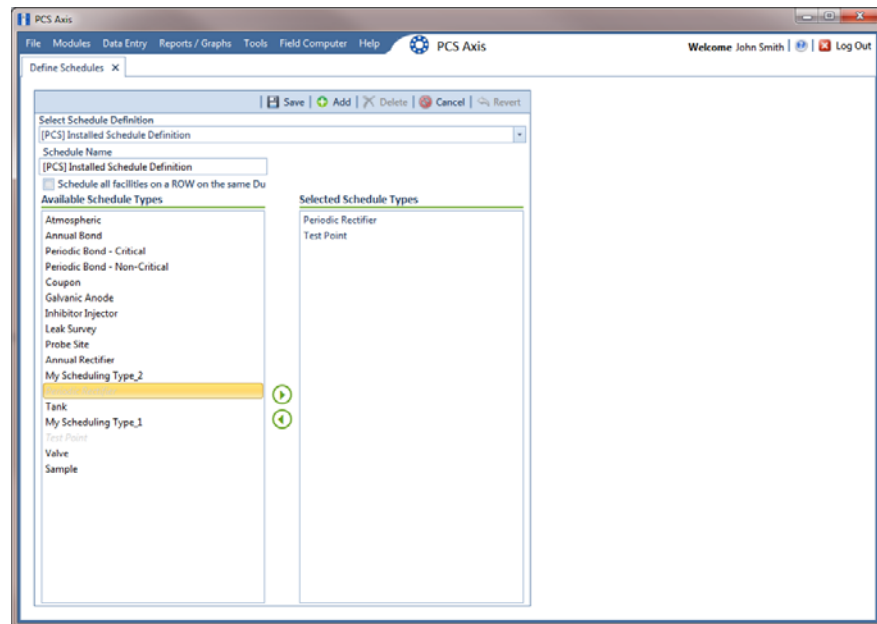 PCS Axis
File Modules Data Entry Reports / Graphs Tools Field Computer Help PCS Axis Welcome John Smith | | Log Out
Define Schedules X
| Save | Add | Delete | Cancel | Revert
Select Schedule Definition
[PCS] Installed Schedule Definition
Schedule Name
[PCS] Installed Schedule Definition
Schedule all facilities on a ROW on the same Du
Available Schedule Types Selected Schedule Types
Atmospheric Periodic Rectifier
Annual Bond Test Point
Periodic Bond - Critical
Periodic Bond - Non-Critical
Coupon
Galvanic Anode
Inhibitor Injector
Leak Survey
Probe Site
Annual Rectifier
My Scheduling Type_2
Tank
My Scheduling Type_1
Test Point
Valve
Sample